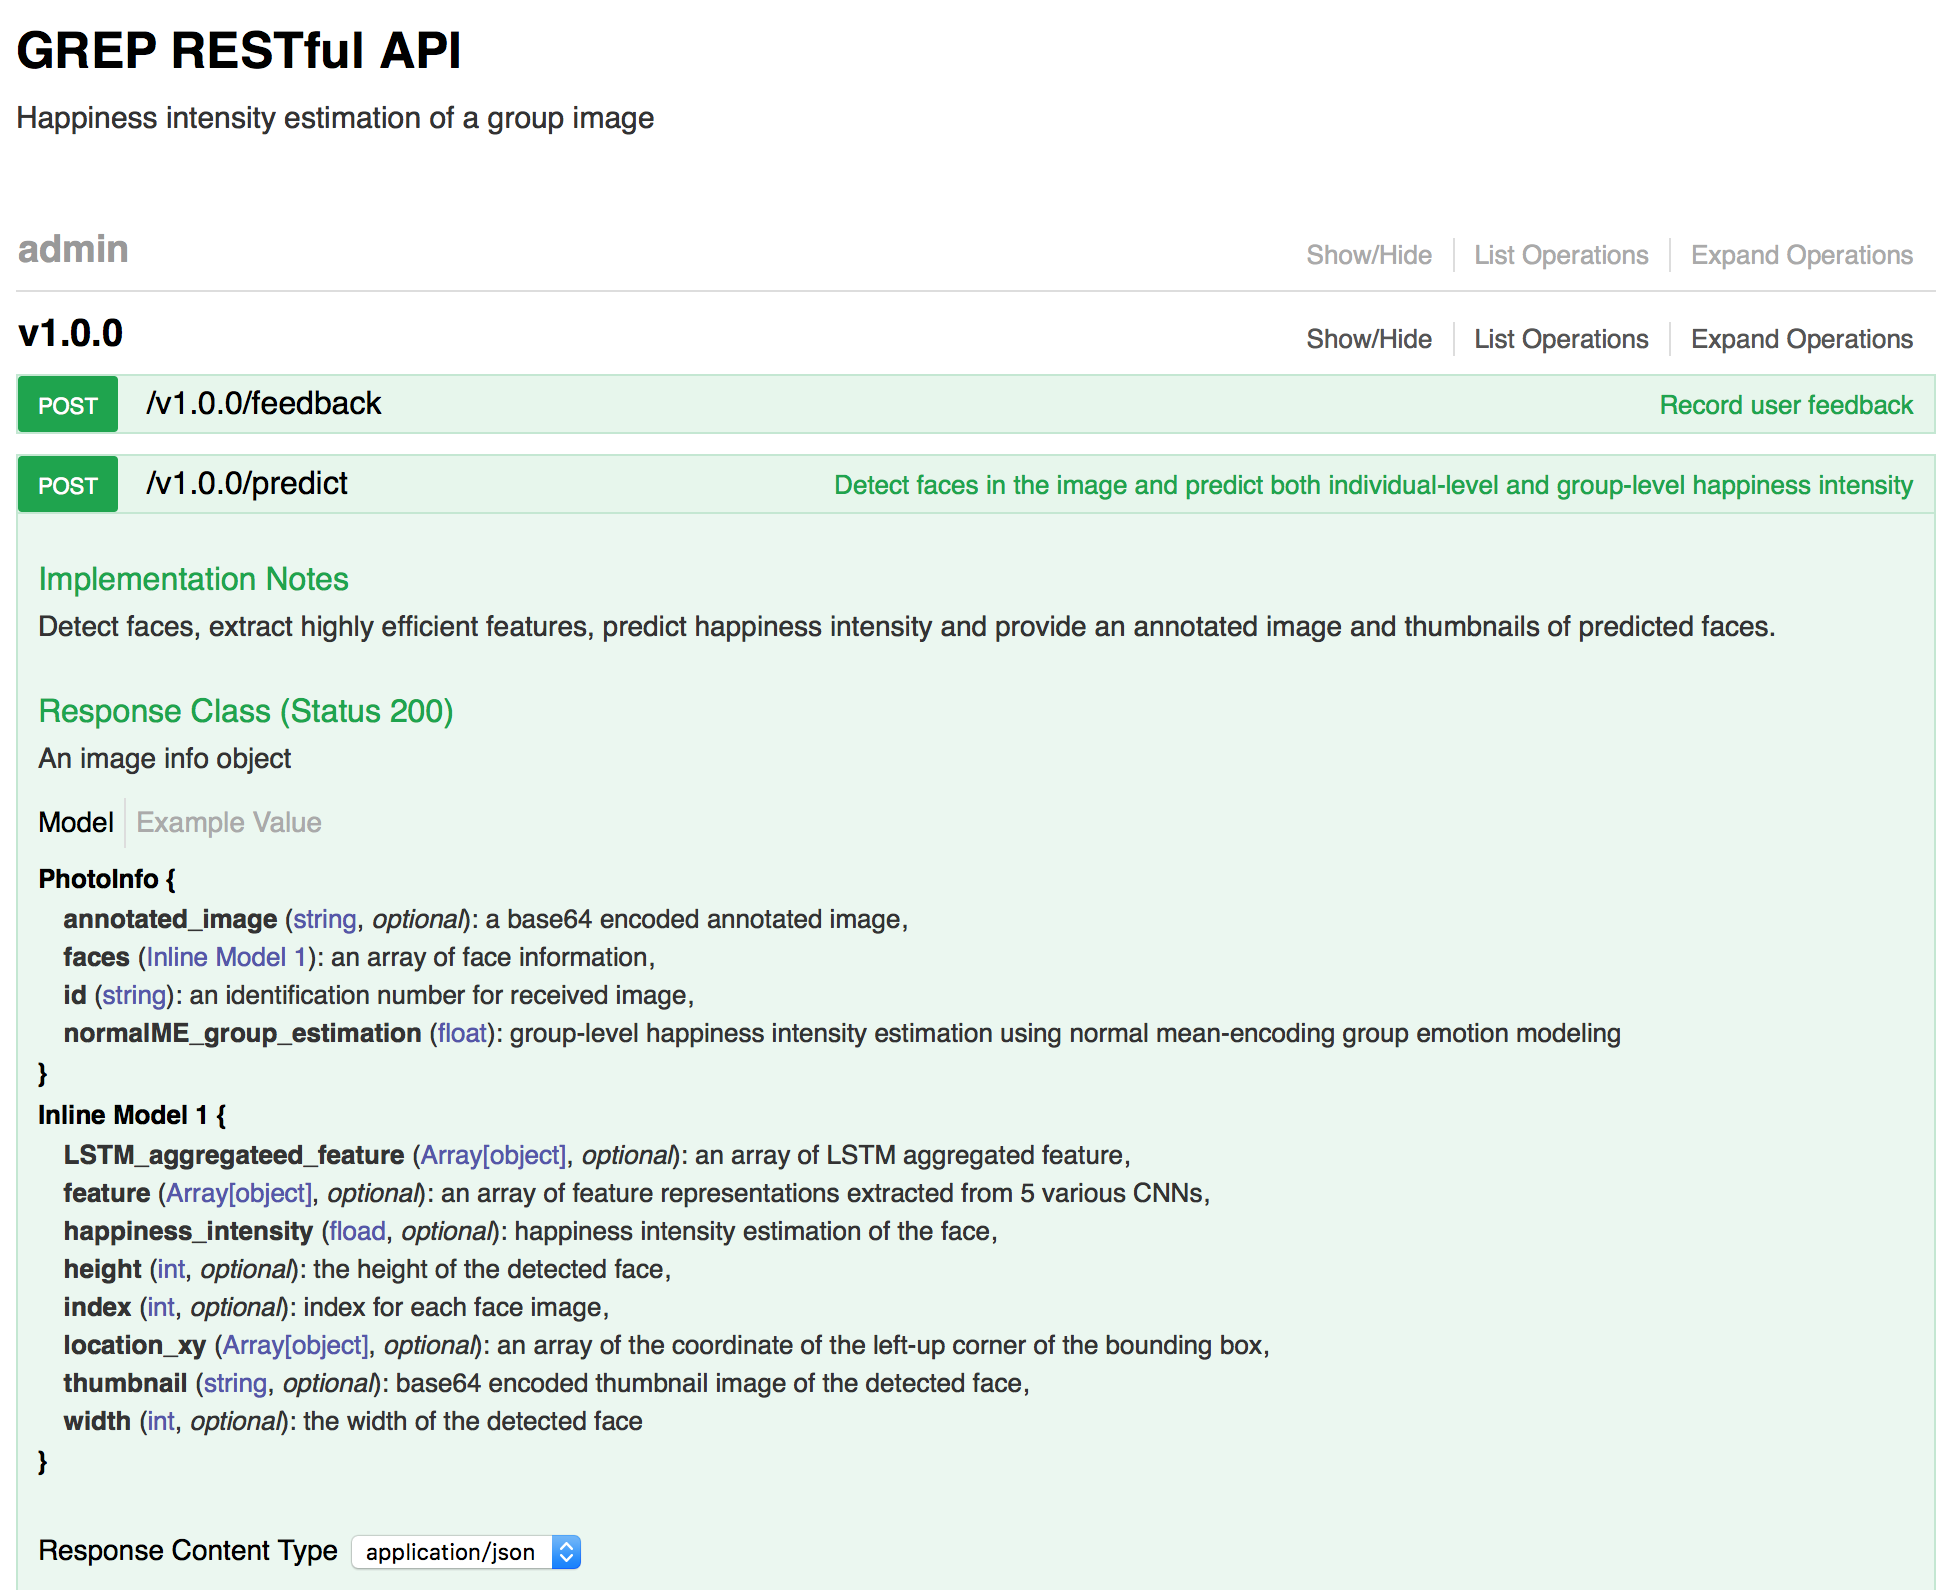 GREP RESTful API
Happiness intensity estimation of a group image
admin Show/Hide List Operations Expand Operations
v1.0.0 Show/Hide List Operations Expand Operations
POST /v1.0.0/feedback Record user feedback
POST /v1.0.0/predict Detect faces in the image and predict both individual-level and group-level happiness intensity
Implementation Notes
Detect faces, extract highly efficient features, predict happiness intensity and provide an annotated image and thumbnails of predicted faces.
Response Class (Status 200)
An image info object
Model Example Value
PhotoInfo {
annotated_image (string, optional): a base64 encoded annotated image,
faces (Inline Model 1): an array of face information,
id (string): an identification number for received image,
normalME_group_estimation (float): group-level happiness intensity estimation using normal mean-encoding group emotion modeling
}
Inline Model 1 {
LSTM_aggregateed_feature (Array[object], optional): an array of LSTM aggregated feature,
feature (Array[object], optional): an array of feature representations extracted from 5 various CNNs,
happiness_intensity (fload, optional): happiness intensity estimation of the face,
height (int, optional): the height of the detected face,
index (int, optional): index for each face image,
location_xy (Array[object], optional): an array of the coordinate of the left-up corner of the bounding box,
thumbnail (string, optional): base64 encoded thumbnail image of the detected face,
width (int, optional): the width of the detected face
}
Response Content Type application/json